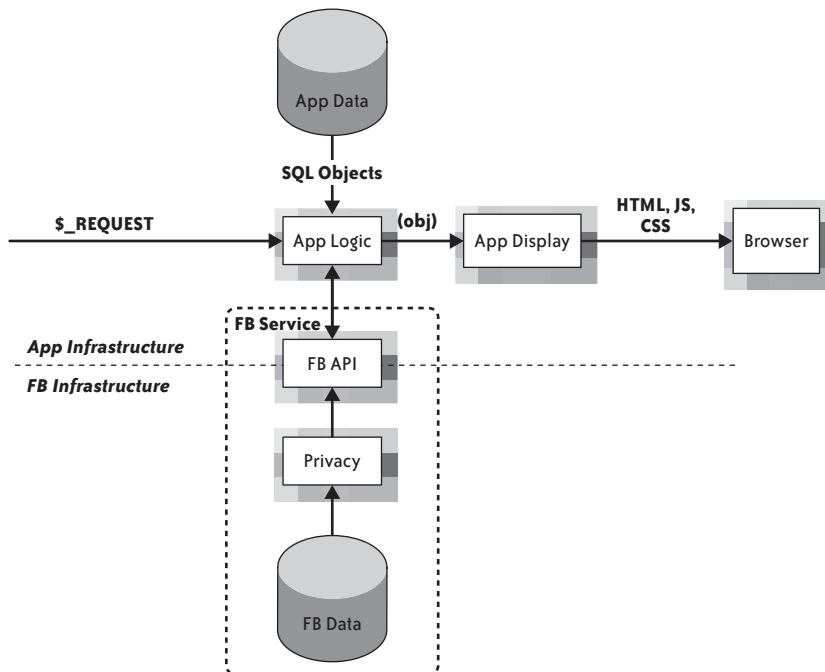 App Data
SQL Objects
$_REQUEST
App Logic
(obj)
App Display
HTML, JS,
CSS
Browser
FB Service
App Infrastructure
FB API
FB Infrastructure
Privacy
FB Data